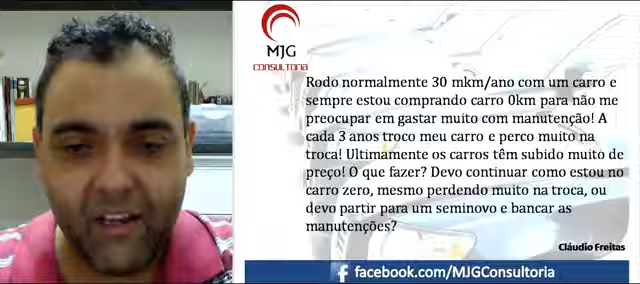 MJG
CONSULTORIA
Rodo normalmente 30 mkm/ano com um carro e
sempre estou comprando carro 0km para não me
preocupar em gastar muito com manutenção! A
cada 3 anos troco meu carro e perco muito na
troca! Ultimamente os carros têm subido muito de
preço! O que fazer? Devo continuar como estou no
carro zero, mesmo perdendo muito na troca, ou
devo partir para um seminovo e bancar as
manutenções?
Cláudio Freitas
facebook.com/MJGConsultoria